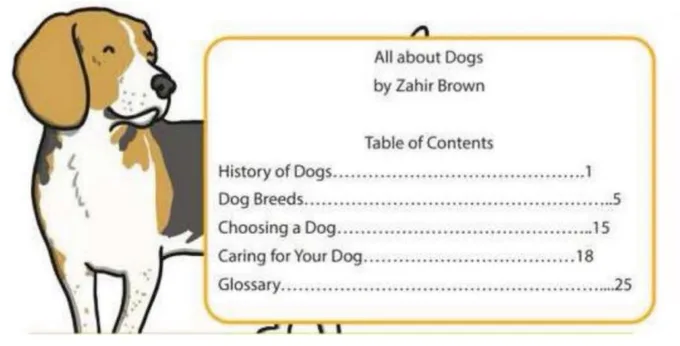 All about Dogs
by Zahir Brown
Table of Contents
History of Dogs……………………………………1
Dog Breeds……………………………………………...5
Choosing a Dog……………………………………...15
Caring for Your Dog………………………………18
Glossary………………………………………………....25